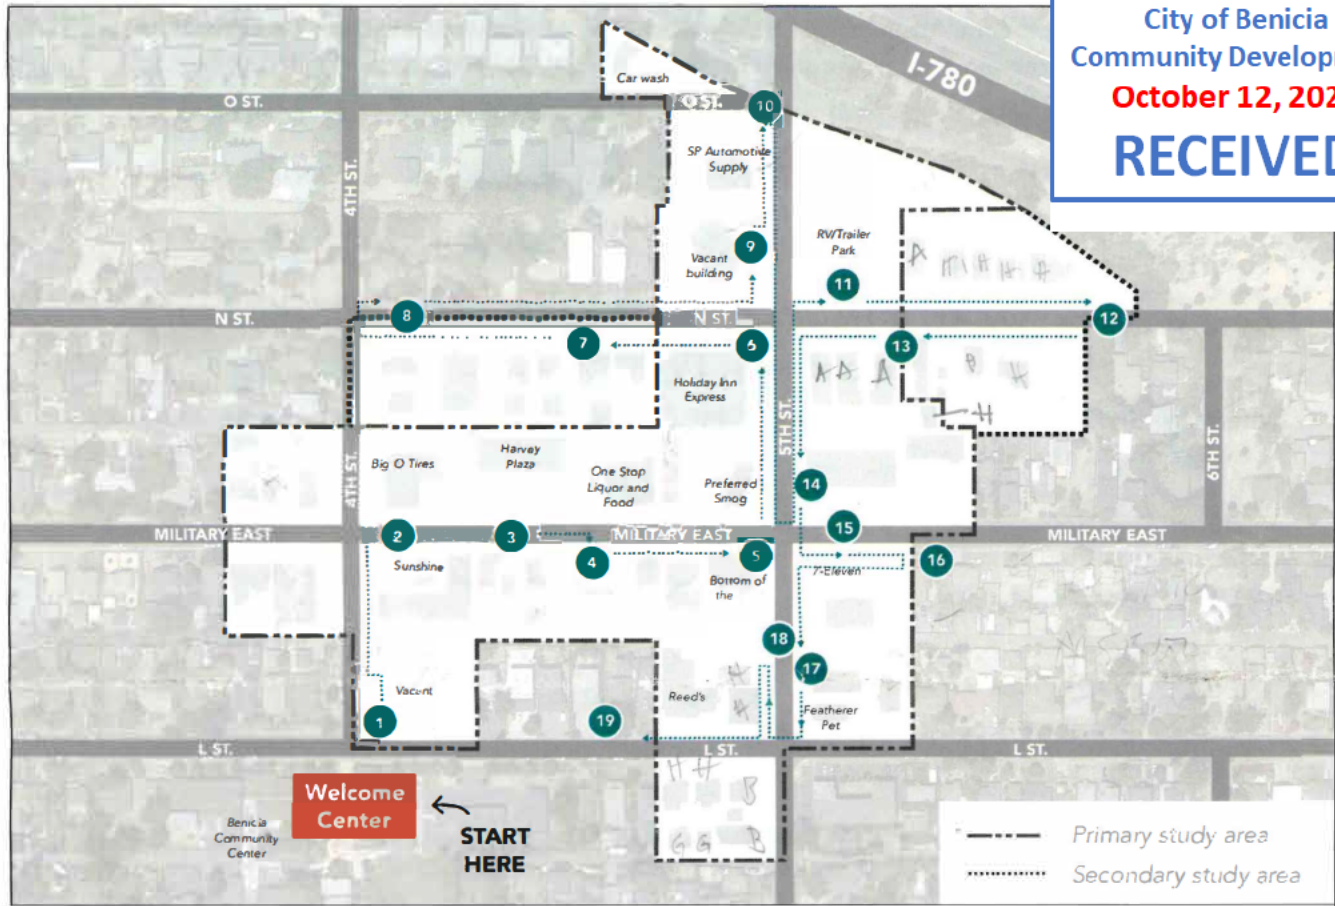 City of Benicia
Community Develop
October 12, 202
RECEIVED
I-780
Car wash
O ST.
O ST.
10
SP Automotive
Supply
4TH ST.
9
Vacant
building
RV/Trailer
Park
11
A H H H
8
N ST.
N ST.
12
7
6
13
A A A
B
H
H
Holiday Inn
Express
5TH ST.
Big O Tires
Harvey
Plaza
One Stop
Liquor and
Food
Preferred
Smog
4TH ST.
14
6TH ST.
MILITARY EAST
2
3
MILITARY EAST
15
MILITARY EAST
Sunshine
4
5
Bottom of
the
7-Eleven
16
18
17
H
H
Vacant
1
19
Reed's
Featherer
Pet
L ST.
L ST.
L ST.
H H
B
G G B
Welcome
Center
Benicia
Community
Center
START
HERE
Primary study area
Secondary study area